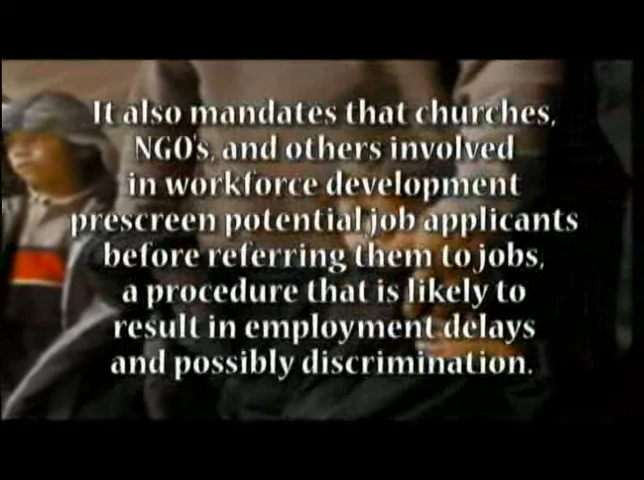 It also mandates that churches,
NGO's, and others involved
in workforce development
prescreen potential job applicants
before referring them to jobs,
a procedure that is likely to
result in employment delays
and possibly discrimination.